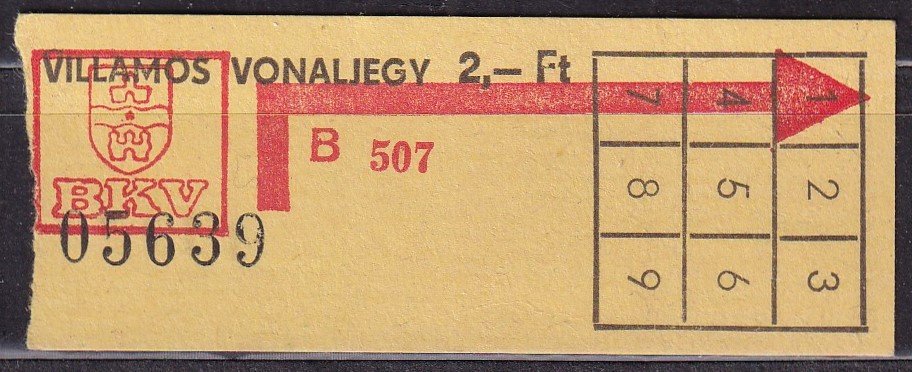 VILLAMOS VONALJEGY 2,— Ft
B 507
BKV
05639
7 4 1
8 5 2
9 6 3